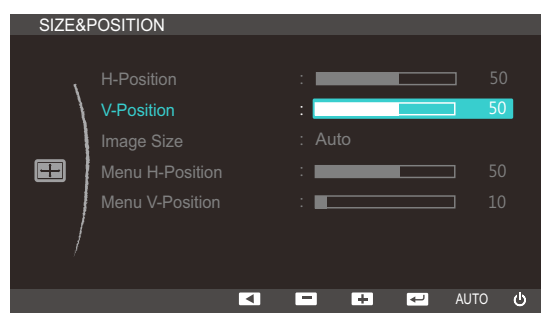 SIZE&POSITION
H-Position : 50
V-Position : 50
Image Size : Auto
Menu H-Position : 50
Menu V-Position : 10
AUTO